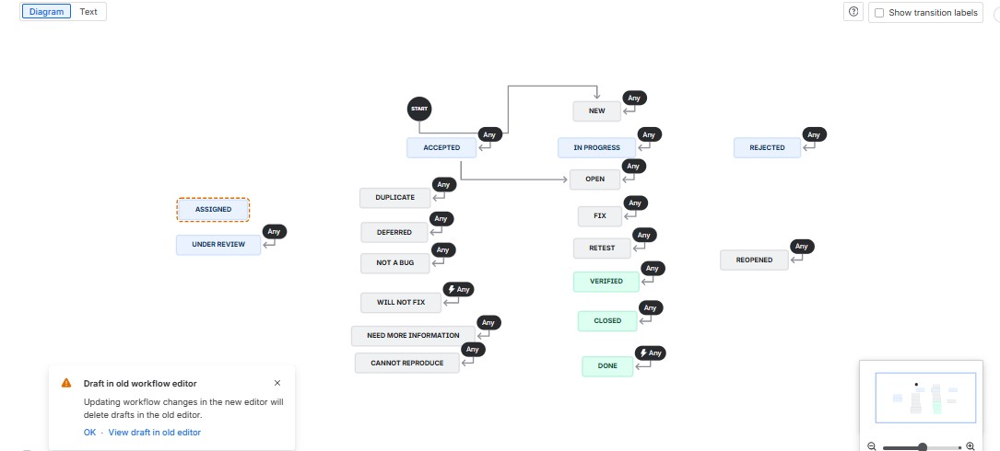 Diagram
Text
Show transition labels
START
NEW
Any
ACCEPTED
Any
IN PROGRESS
Any
REJECTED
Any
OPEN
Any
DUPLICATE
Any
ASSIGNED
FIX
Any
DEFERRED
Any
UNDER REVIEW
Any
RETEST
Any
NOT A BUG
Any
REOPENED
Any
VERIFIED
Any
WILL NOT FIX
Any
CLOSED
Any
NEED MORE INFORMATION
Any
CANNOT REPRODUCE
Any
DONE
Any
Draft in old workflow editor
Updating workflow changes in the new editor will
delete drafts in the old editor.
OK · View draft in old editor